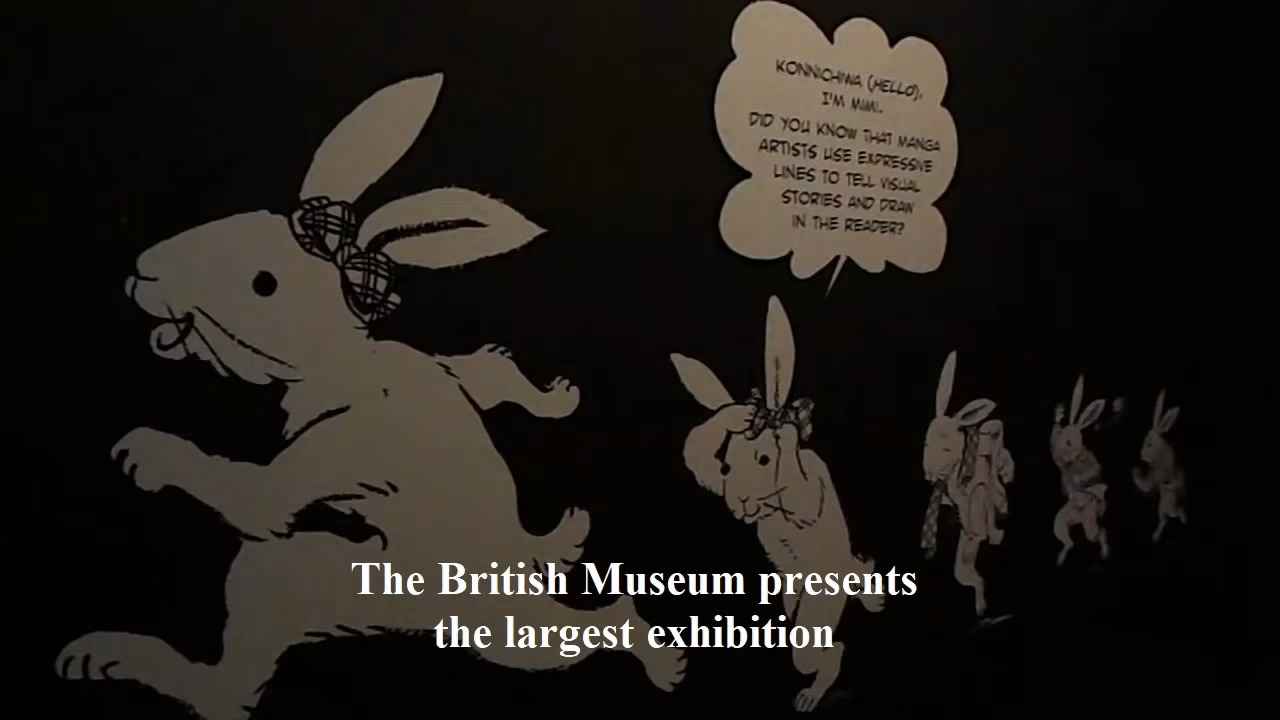 KONNICHIWA (HELLO),
I'M MIMI.
DID YOU KNOW THAT MANGA
ARTISTS USE EXPRESSIVE
LINES TO TELL VISUAL
STORIES AND DRAW
IN THE READER?
The British Museum presents
the largest exhibition